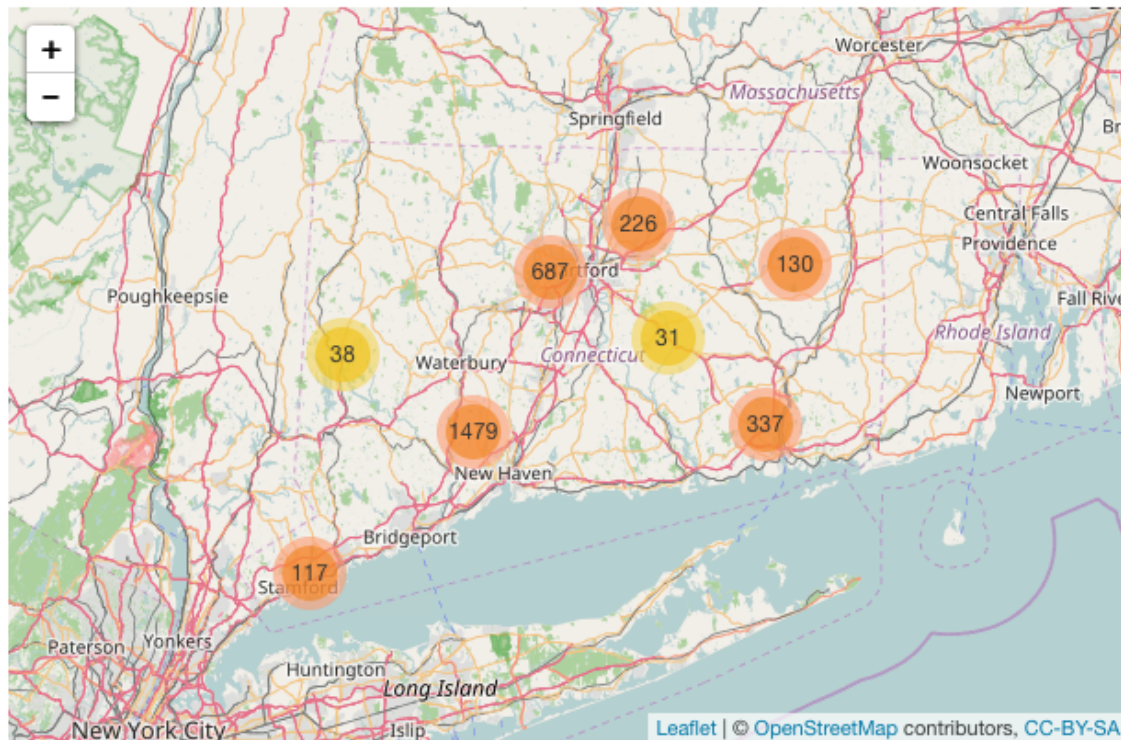 +
−
Worcester
Massachusetts
Springfield
Woonsocket
226
Central Falls
Providence
687
130
Poughkeepsie
Fall Rive
Rhode Island
38
31
Connecticut
Waterbury
Newport
337
1479
New Haven
Bridgeport
117
Stamford
Yonkers
Paterson
Huntington
Long Island
New York City
Islip
Leaflet | © OpenStreetMap contributors, CC-BY-SA